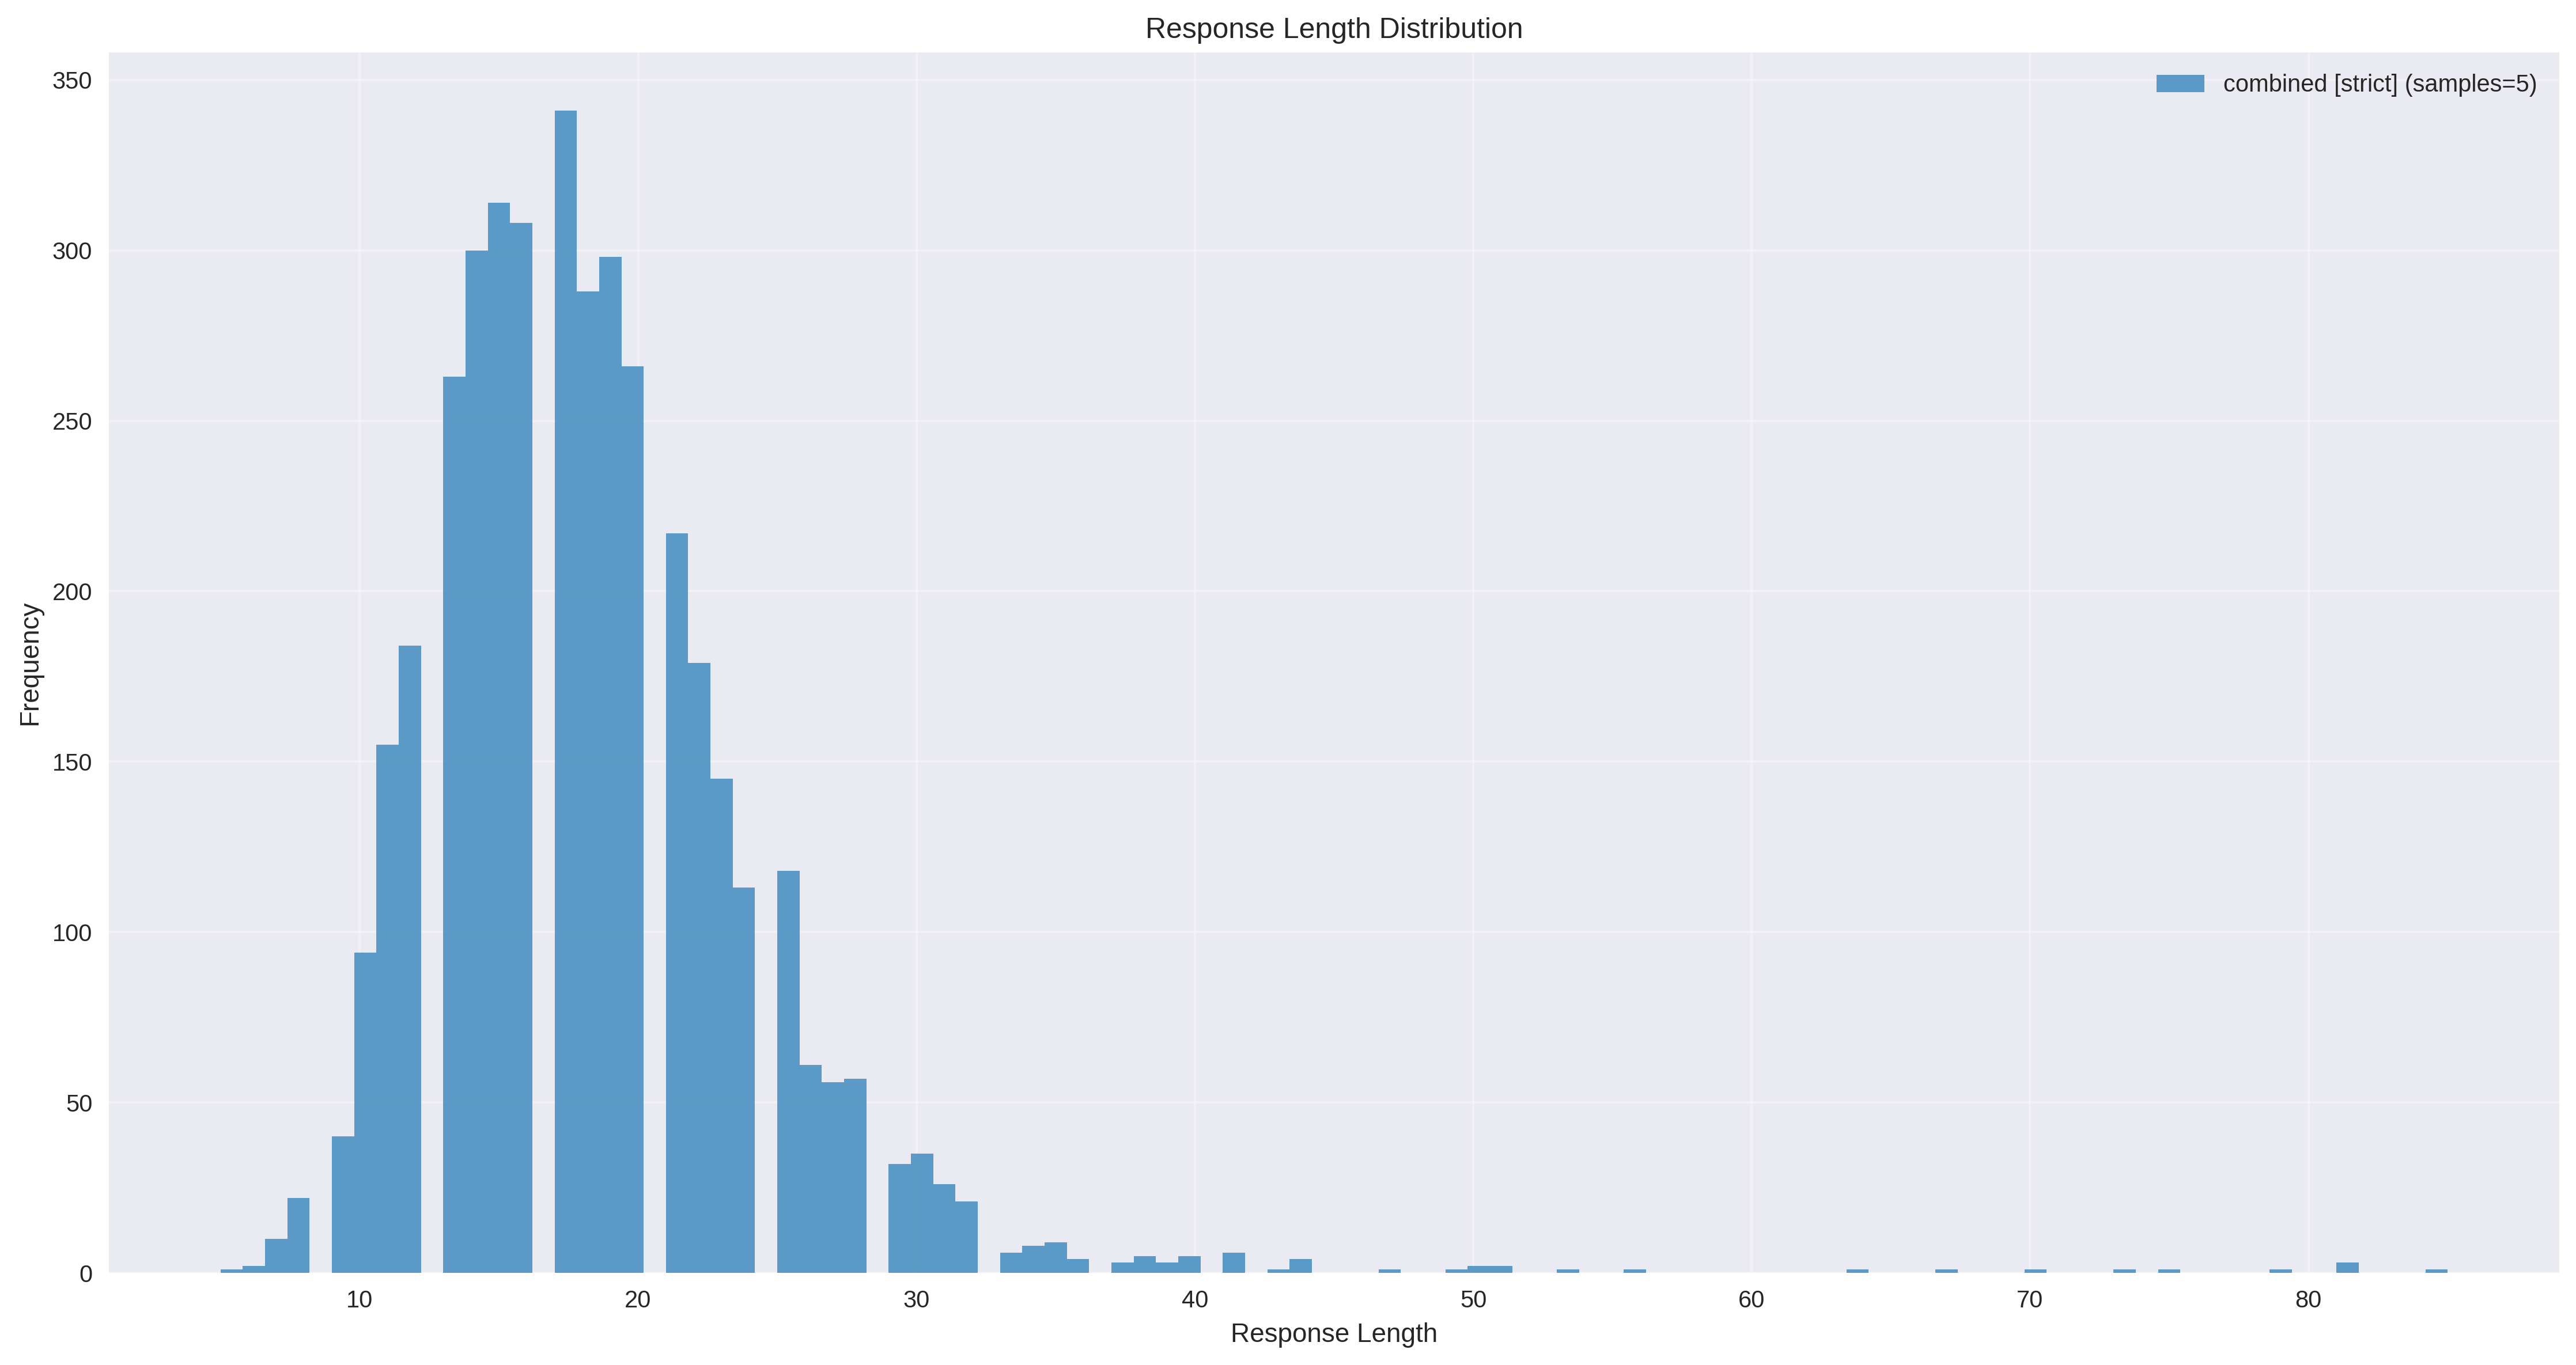 Response Length Distribution
combined [strict] (samples=5)
350
300
250
200
150
100
50
0
Frequency
10 20 30 40 50 60 70 80
Response Length